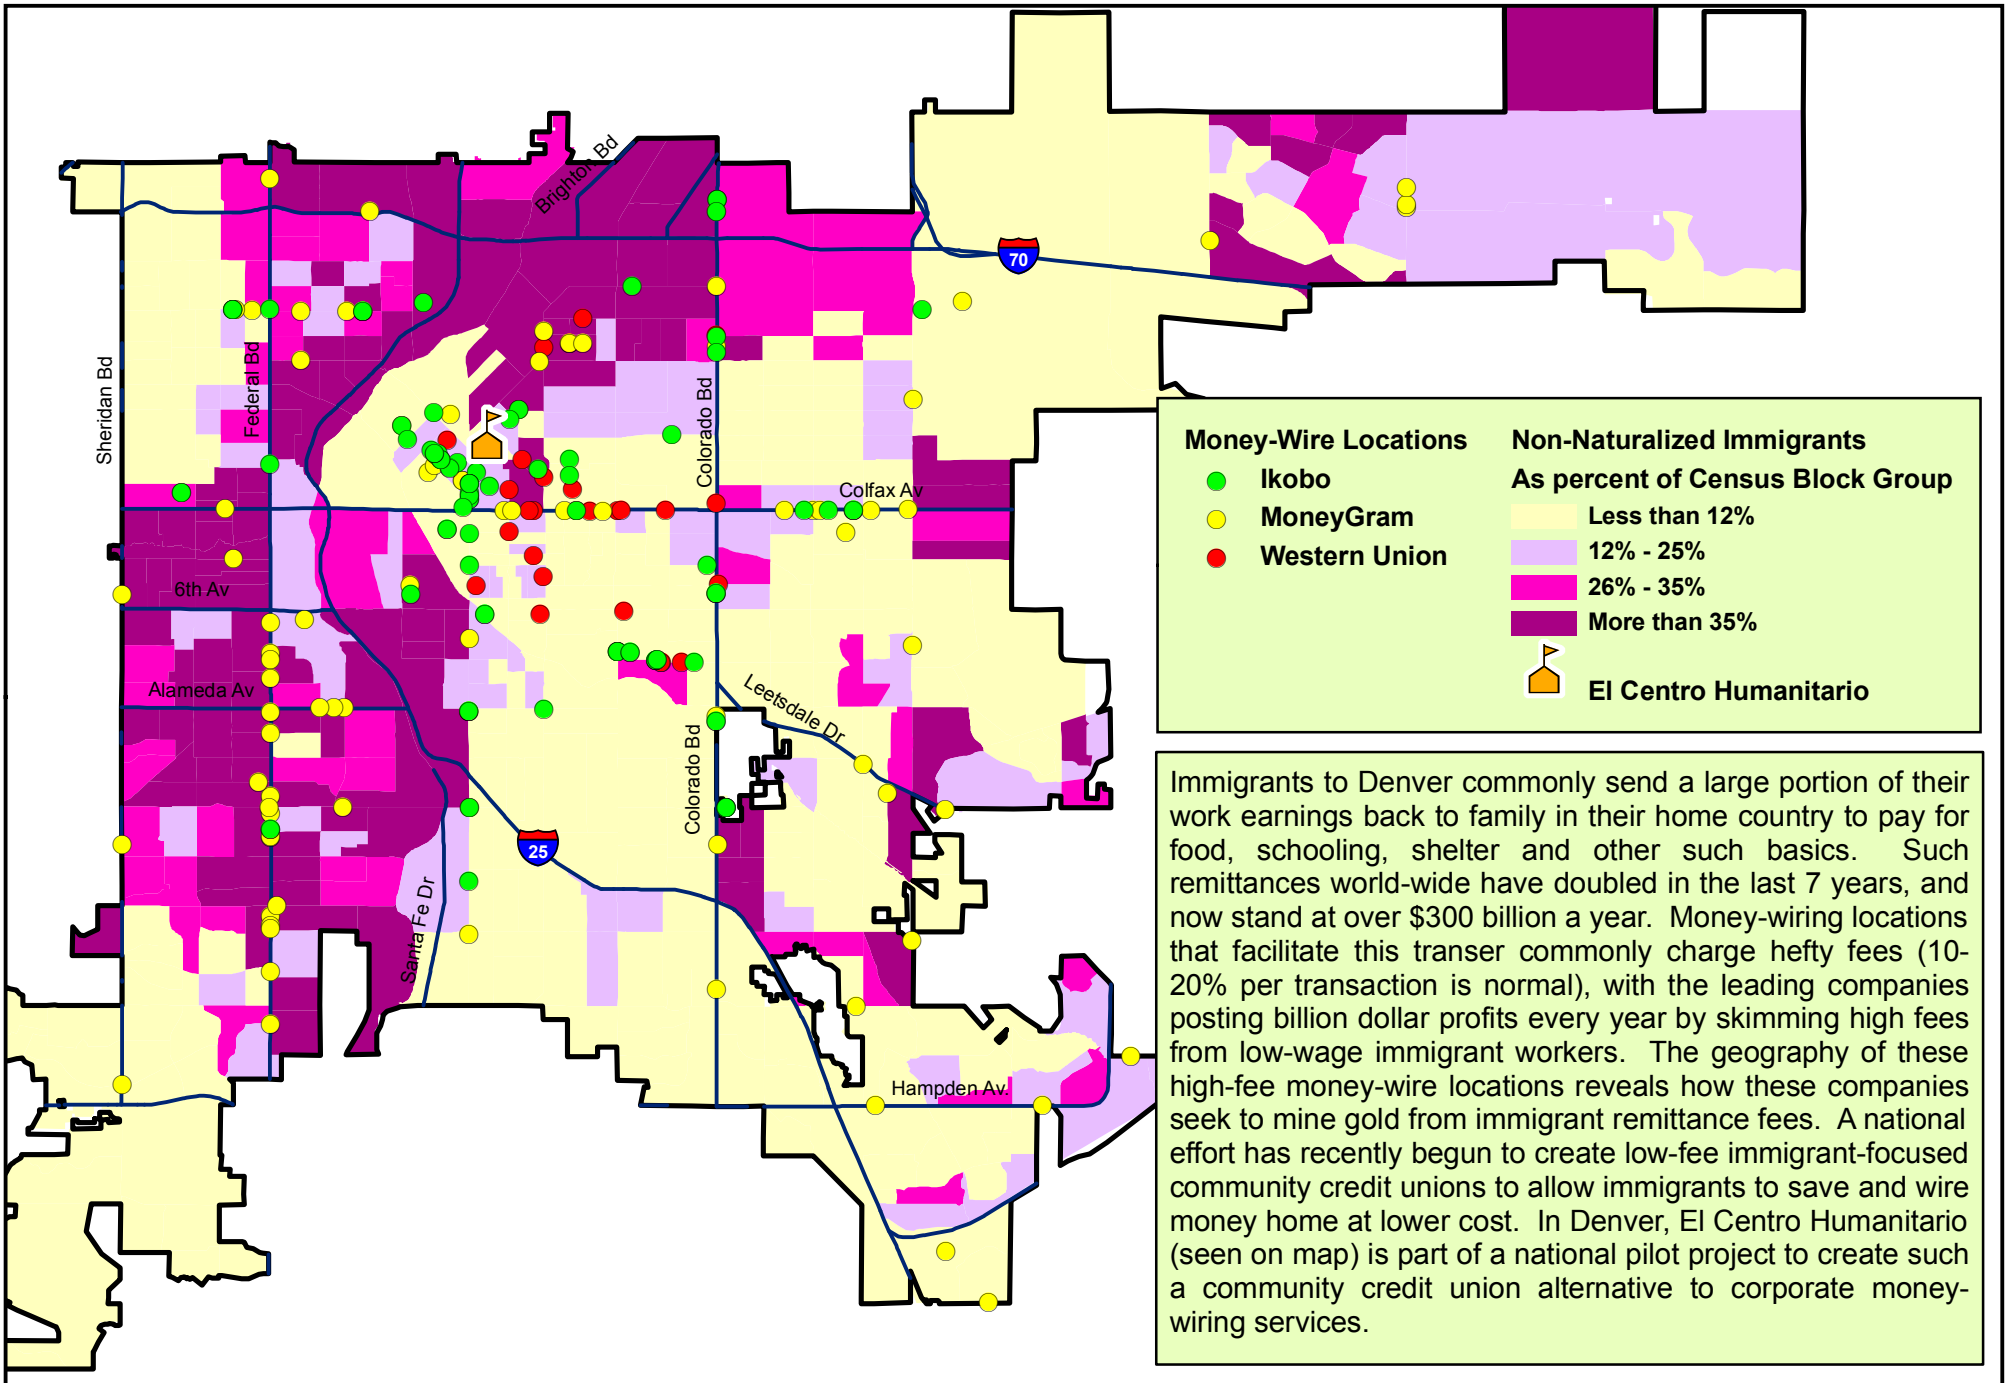 Brighton Bd
70
Sheridan Bd
Federal Bd
Colorado Bd
Colfax Av
6th Av
Alameda Av
Leetsdale Dr
Colorado Bd
25
Santa Fe Dr
Hampden Av.
Money-Wire Locations
Ikobo
MoneyGram
Western Union
Non-Naturalized Immigrants
As percent of Census Block Group
Less than 12%
12% - 25%
26% - 35%
More than 35%
El Centro Humanitario
Immigrants to Denver commonly send a large portion of their
work earnings back to family in their home country to pay for
food, schooling, shelter and other such basics. Such
remittances world-wide have doubled in the last 7 years, and
now stand at over $300 billion a year. Money-wiring locations
that facilitate this transer commonly charge hefty fees (10-
20% per transaction is normal), with the leading companies
posting billion dollar profits every year by skimming high fees
from low-wage immigrant workers. The geography of these
high-fee money-wire locations reveals how these companies
seek to mine gold from immigrant remittance fees. A national
effort has recently begun to create low-fee immigrant-focused
community credit unions to allow immigrants to save and wire
money home at lower cost. In Denver, El Centro Humanitario
(seen on map) is part of a national pilot project to create such
a community credit union alternative to corporate money-
wiring services.